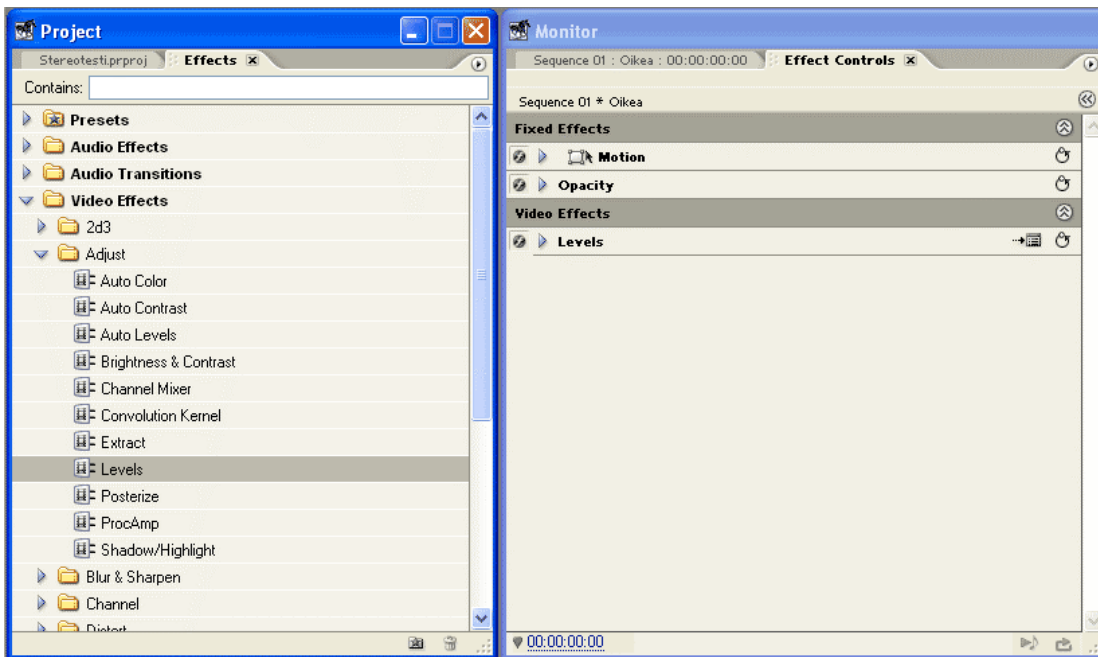 Project
Stereotesti.prproj Effects
Contains:
Presets
Audio Effects
Audio Transitions
Video Effects
2d3
Adjust
Auto Color
Auto Contrast
Auto Levels
Brightness & Contrast
Channel Mixer
Convolution Kernel
Extract
Levels
Posterize
ProcAmp
Shadow/Highlight
Blur & Sharpen
Channel
Distort
Monitor
Sequence 01 : Oikea : 00:00:00:00 Effect Controls
Sequence 01 * Oikea
Fixed Effects
Motion
Opacity
Video Effects
Levels
00:00:00:00